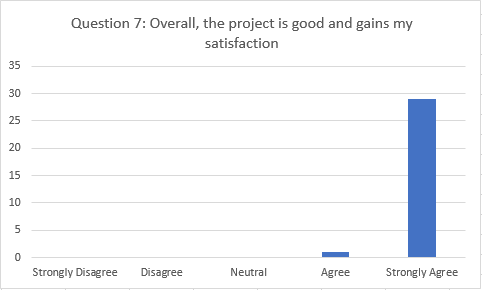 Question 7: Overall, the project is good and gains my
satisfaction
35
30
25
20
15
10
5
0
Strongly Disagree
Disagree
Neutral
Agree
Strongly Agree